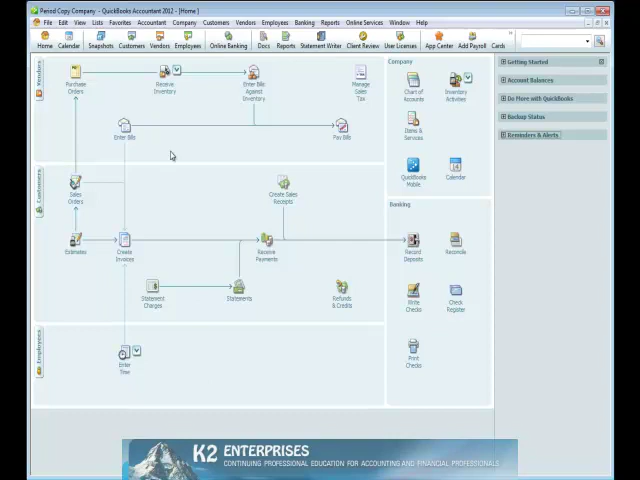 Period Copy Company - QuickBooks Accountant 2012 - [Home ]
File Edit View Lists Favorites Accountant Company Customers Vendors Employees Banking Reports Online Services Window Help
Home Calendar Snapshots Customers Vendors Employees Online Banking Docs Reports Statement Writer Client Review User Licenses App Center Add Payroll Cards
Vendors
Purchase Orders
Receive Inventory
Enter Bills Against Inventory
Manage Sales Tax
Enter Bills
Pay Bills
Customers
Sales Orders
Create Sales Receipts
Estimates
Create Invoices
Receive Payments
Statement Charges
Statements
Refunds & Credits
Employees
Enter Time
Company
Chart of Accounts
Inventory Activities
Items & Services
QuickBooks Mobile
Calendar
Banking
Record Deposits
Reconcile
Write Checks
Check Register
Print Checks
Getting Started
Account Balances
Do More with QuickBooks
Backup Status
Reminders & Alerts
K2 ENTERPRISES
CONTINUING PROFESSIONAL EDUCATION FOR ACCOUNTING AND FINANCIAL PROFESSIONALS